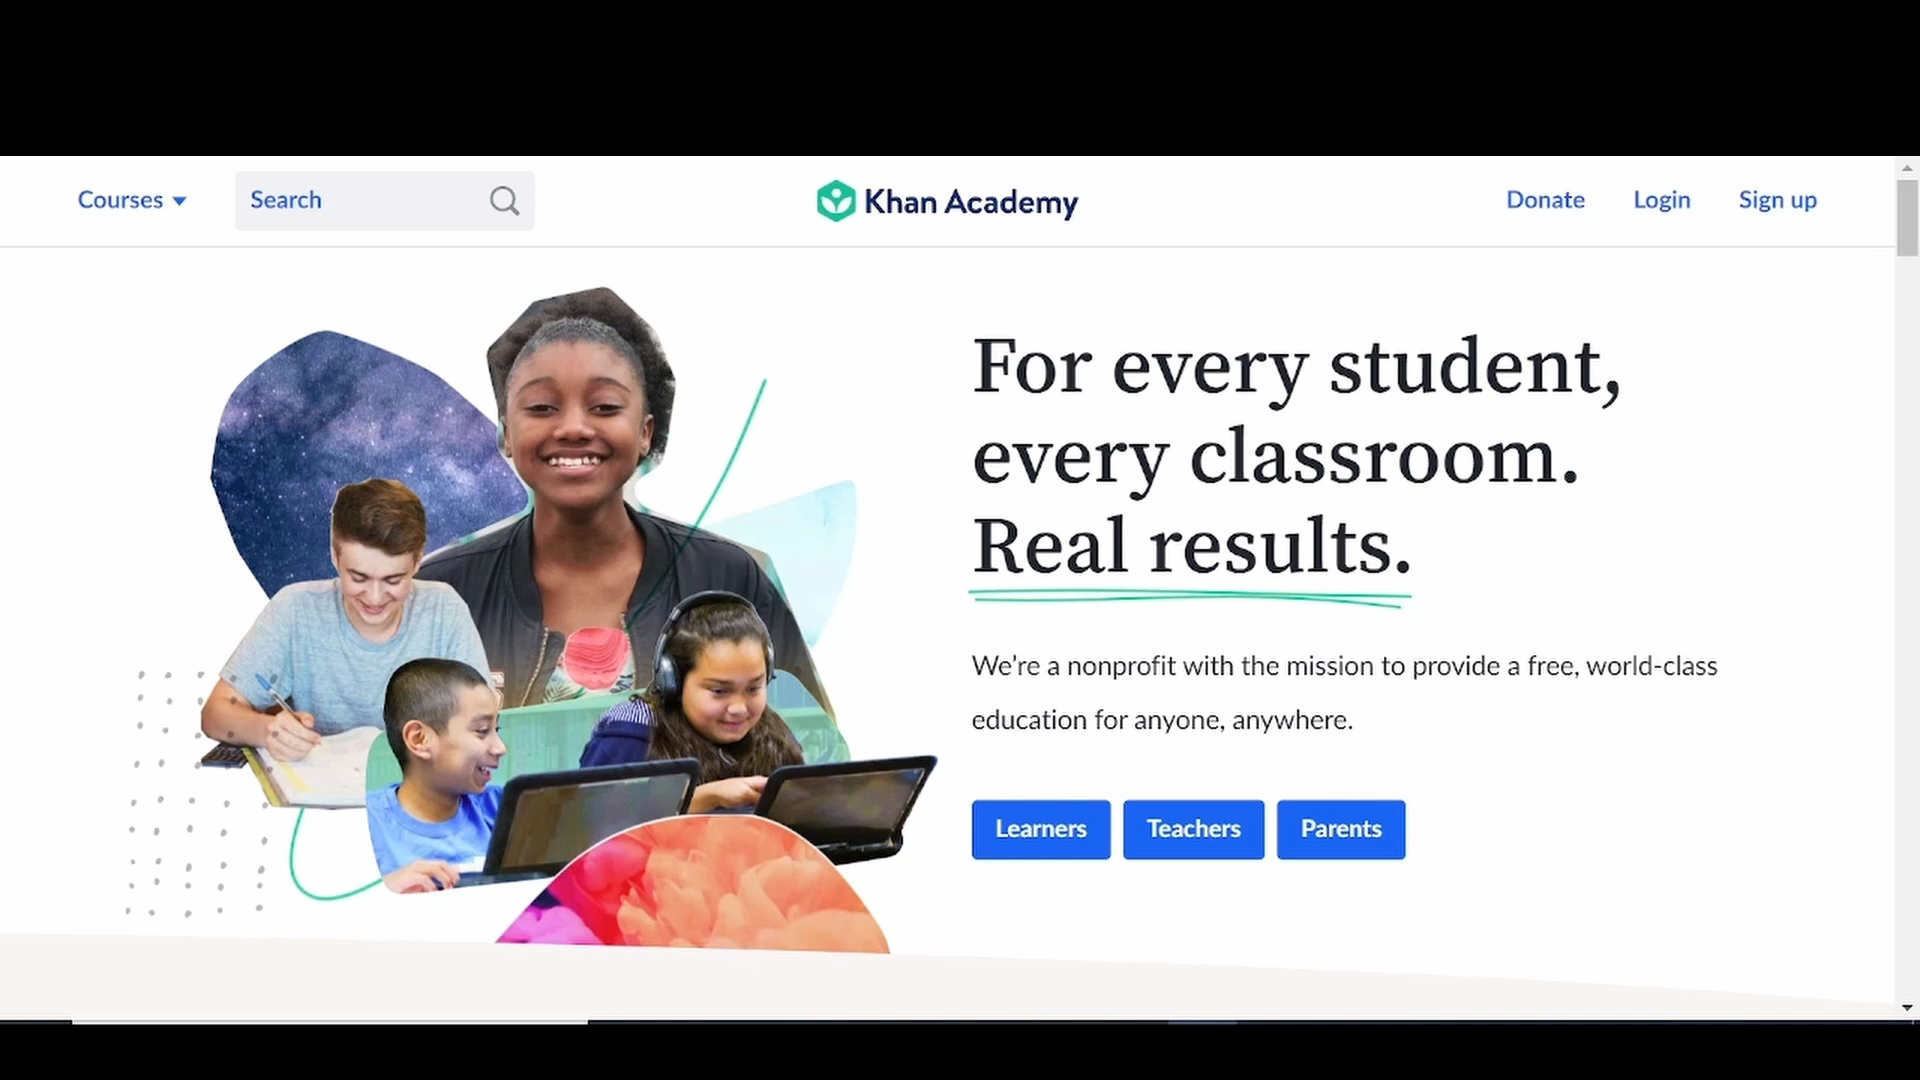 Courses
Search
Khan Academy
Donate
Login
Sign up
For every student,
every classroom.
Real results.
We're a nonprofit with the mission to provide a free, world-class
education for anyone, anywhere.
Learners
Teachers
Parents